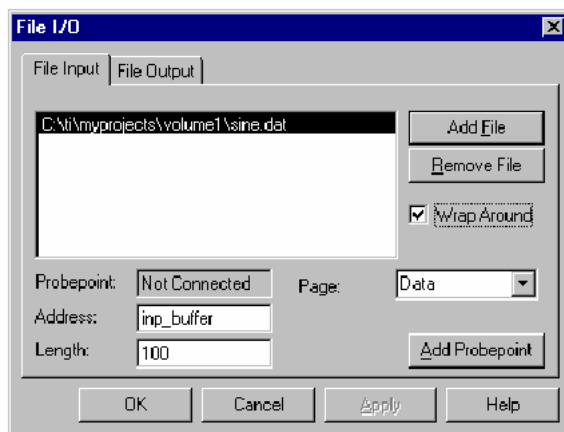 File I/O
File Input File Output
C:\ti\myprojects\volume1\sine.dat
Add File
Remove File
Wrap Around
Probepoint: Not Connected Page: Data
Address: inp_buffer
Length: 100 Add Probepoint
OK Cancel Apply Help